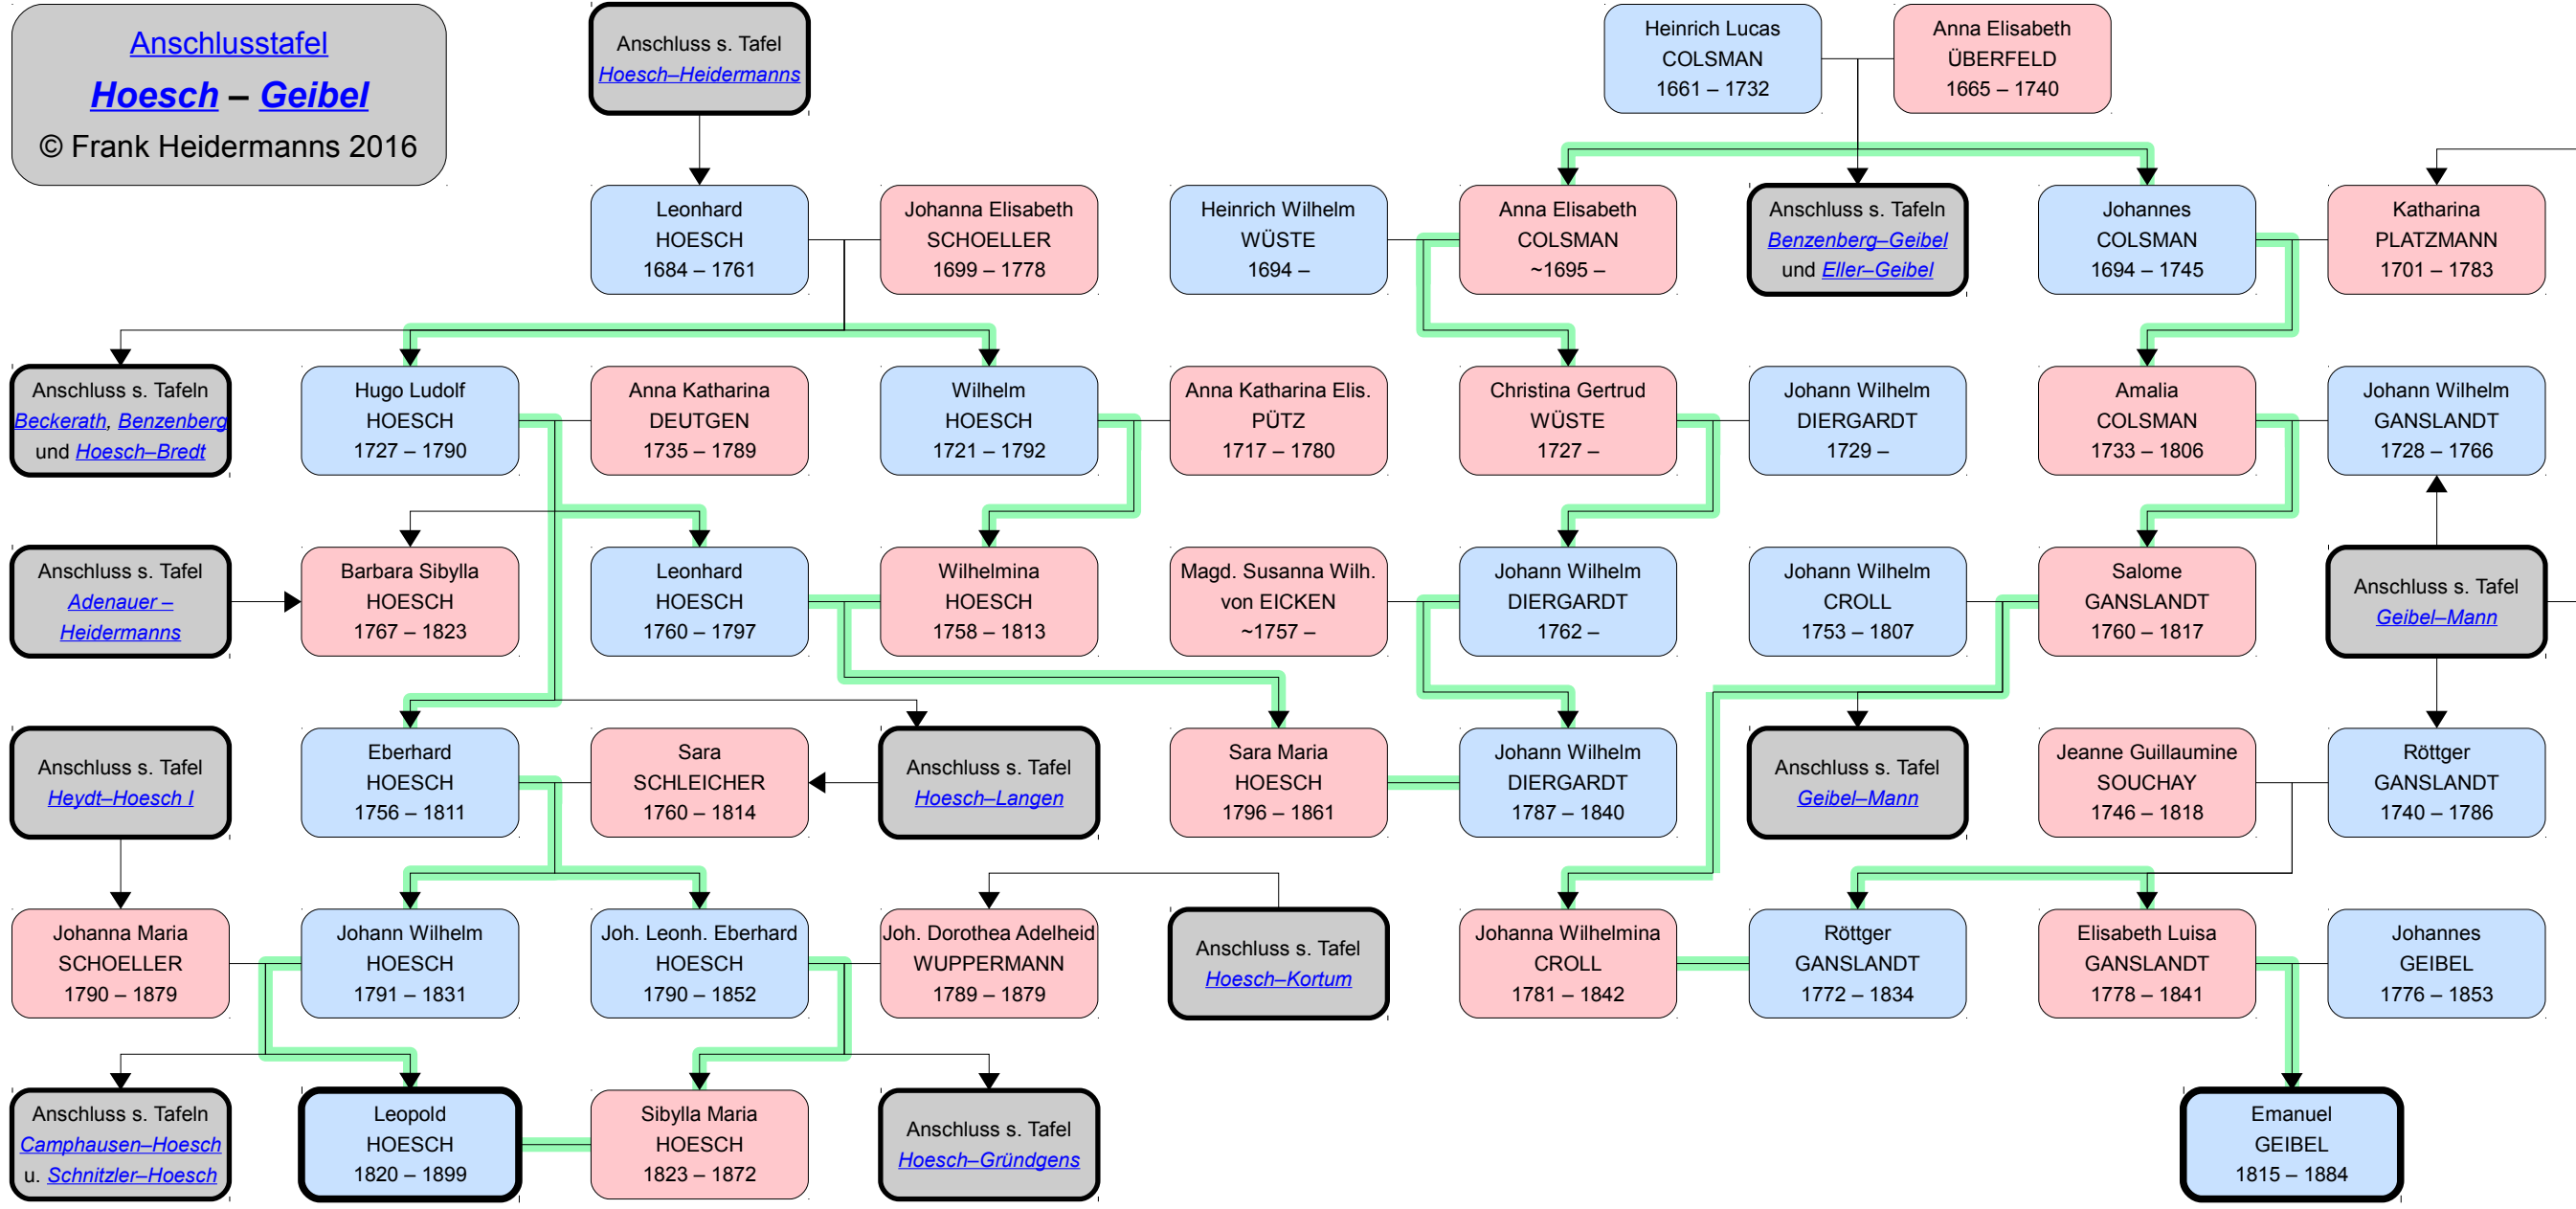 Anschlusstafel
Hoesch – Geibel
© Frank Heidermanns 2016
Anschluss s. Tafel
Hoesch–Heidermanns
Heinrich Lucas
COLSMAN
1661 – 1732
Anna Elisabeth
ÜBERFELD
1665 – 1740
Leonhard
HOESCH
1684 – 1761
Johanna Elisabeth
SCHOELLER
1699 – 1778
Heinrich Wilhelm
WÜSTE
1694 –
Anna Elisabeth
COLSMAN
~1695 –
Anschluss s. Tafeln
Benzenberg–Geibel
und Eller–Geibel
Johannes
COLSMAN
1694 – 1745
Katharina
PLATZMANN
1701 – 1783
Anschluss s. Tafeln
Beckerath, Benzenberg
und Hoesch–Bredt
Hugo Ludolf
HOESCH
1727 – 1790
Anna Katharina
DEUTGEN
1735 – 1789
Wilhelm
HOESCH
1721 – 1792
Anna Katharina Elis.
PÜTZ
1717 – 1780
Christina Gertrud
WÜSTE
1727 –
Johann Wilhelm
DIERGARDT
1729 –
Amalia
COLSMAN
1733 – 1806
Johann Wilhelm
GANSLANDT
1728 – 1766
Anschluss s. Tafel
Adenauer –
Heidermanns
Barbara Sibylla
HOESCH
1767 – 1823
Leonhard
HOESCH
1760 – 1797
Wilhelmina
HOESCH
1758 – 1813
Magd. Susanna Wilh.
von EICKEN
~1757 –
Johann Wilhelm
DIERGARDT
1762 –
Johann Wilhelm
CROLL
1753 – 1807
Salome
GANSLANDT
1760 – 1817
Anschluss s. Tafel
Geibel–Mann
Anschluss s. Tafel
Heydt–Hoesch I
Eberhard
HOESCH
1756 – 1811
Sara
SCHLEICHER
1760 – 1814
Anschluss s. Tafel
Hoesch–Langen
Sara Maria
HOESCH
1796 – 1861
Johann Wilhelm
DIERGARDT
1787 – 1840
Anschluss s. Tafel
Geibel–Mann
Jeanne Guillaumine
SOUCHAY
1746 – 1818
Röttger
GANSLANDT
1740 – 1786
Johanna Maria
SCHOELLER
1790 – 1879
Johann Wilhelm
HOESCH
1791 – 1831
Joh. Leonh. Eberhard
HOESCH
1790 – 1852
Joh. Dorothea Adelheid
WUPPERMANN
1789 – 1879
Anschluss s. Tafel
Hoesch–Kortum
Johanna Wilhelmina
CROLL
1781 – 1842
Röttger
GANSLANDT
1772 – 1834
Elisabeth Luisa
GANSLANDT
1778 – 1841
Johannes
GEIBEL
1776 – 1853
Anschluss s. Tafeln
Camphausen–Hoesch
u. Schnitzler–Hoesch
Leopold
HOESCH
1820 – 1899
Sibylla Maria
HOESCH
1823 – 1872
Anschluss s. Tafel
Hoesch–Gründgens
Emanuel
GEIBEL
1815 – 1884